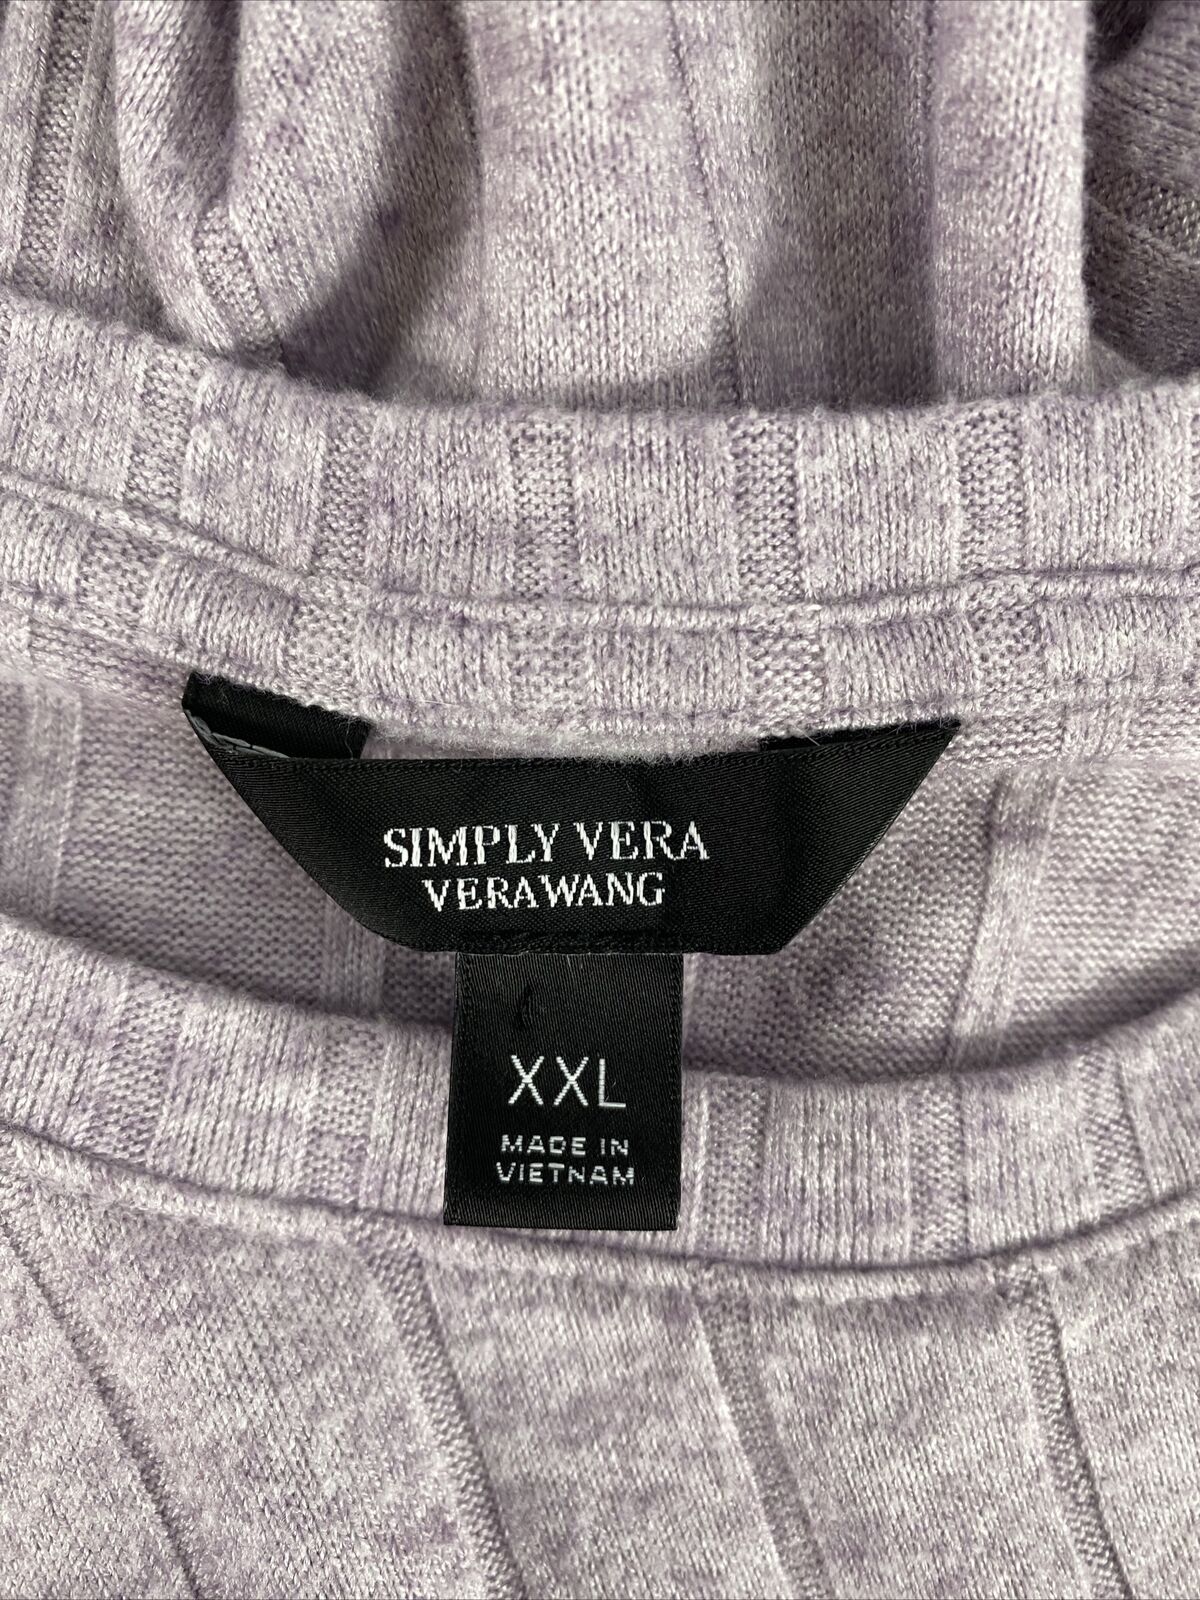 SIMPLY VERA
VERAWANG
XXL
MADE IN
VIETNAM